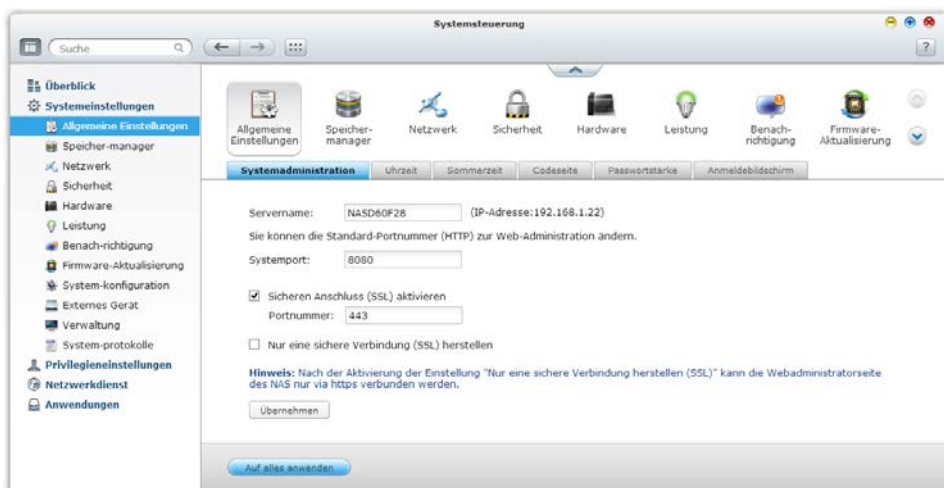 Systemsteuerung
Suche
?
Überblick
Systemeinstellungen
Allgemeine Einstellungen
Speicher-manager
Netzwerk
Sicherheit
Hardware
Leistung
Benach-richtigung
Firmware-Aktualisierung
System-konfiguration
Externes Gerät
Verwaltung
System-protokolle
Privilegieneinstellungen
Netzwerkdienst
Anwendungen
Allgemeine
Einstellungen
Speicher-
manager
Netzwerk
Sicherheit
Hardware
Leistung
Benach-
richtigung
Firmware-
Aktualisierung
Systemadministration
Uhrzeit
Sommerzeit
Codeseite
Passwortstärke
Anmeldebildschirm
Servername: NASD60F28 (IP-Adresse:192.168.1.22)
Sie können die Standard-Portnummer (HTTP) zur Web-Administration ändern.
Systemport: 8080
Sicheren Anschluss (SSL) aktivieren
Portnummer: 443
Nur eine sichere Verbindung (SSL) herstellen
Hinweis: Nach der Aktivierung der Einstellung "Nur eine sichere Verbindung herstellen (SSL)" kann die Webadministratorseite
des NAS nur via https verbunden werden.
Übernehmen
Auf alles anwenden